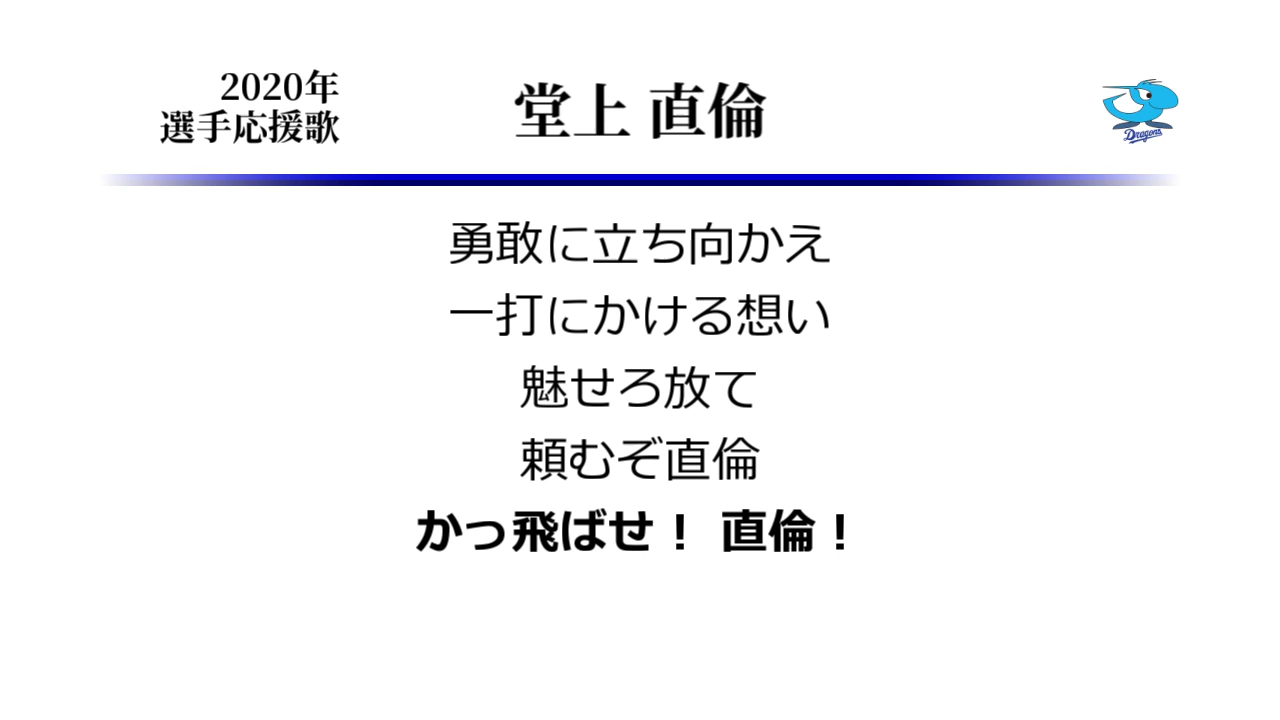 2020年
選手応援歌
堂上 直倫
Dragons
勇敢に立ち向かえ
一打にかける想い
魅せろ放て
頼むぞ直倫
かっ飛ばせ！ 直倫！